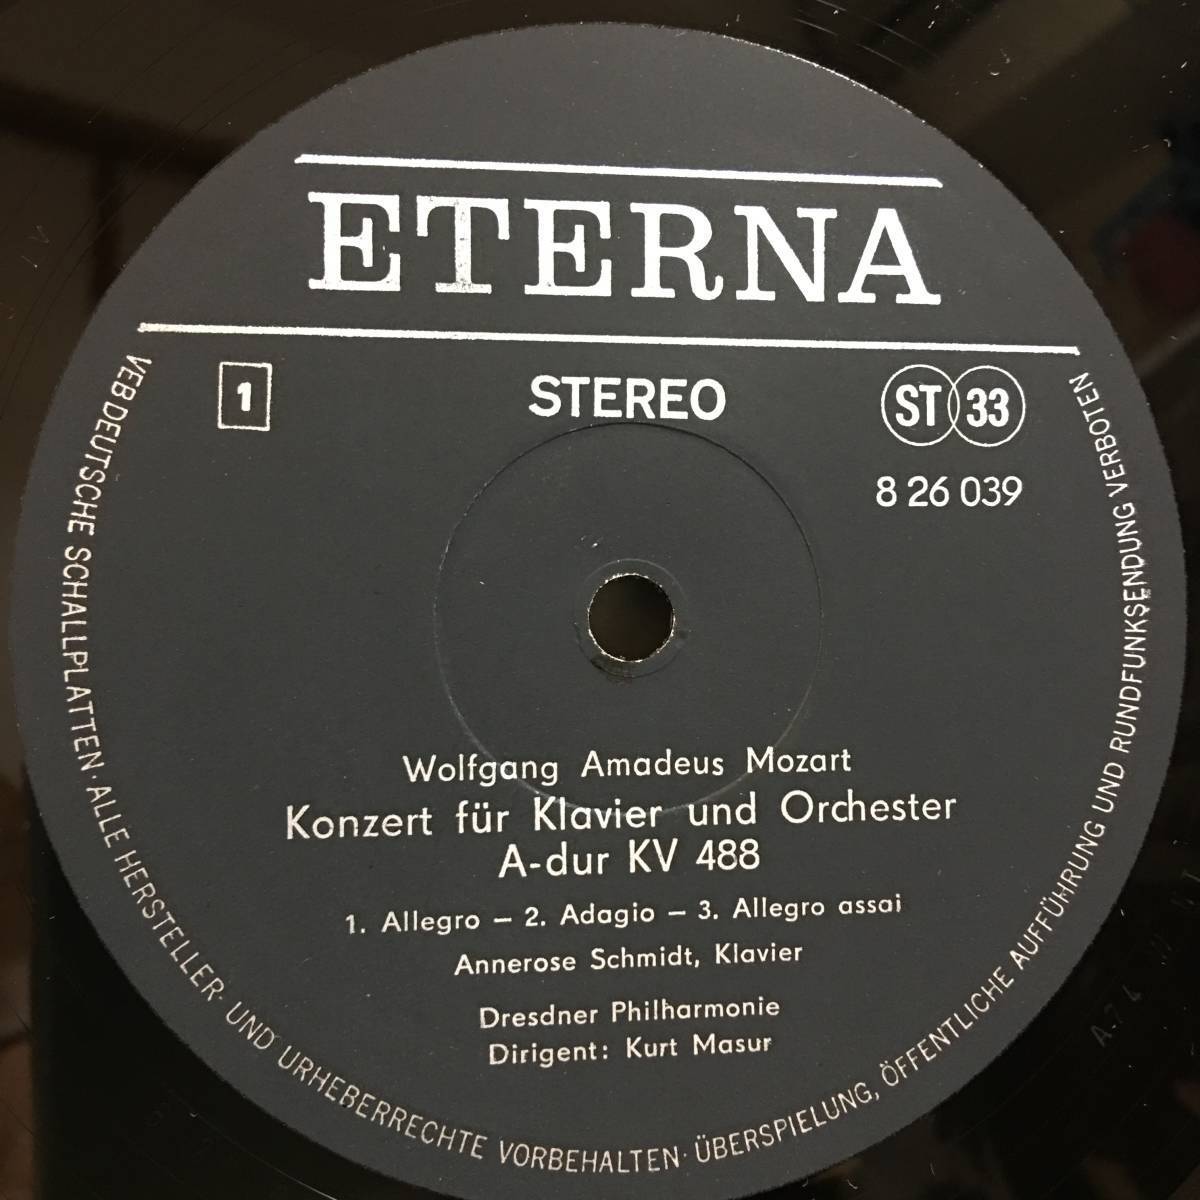 ETERNA
1
STEREO
ST 33
8 26 039
Wolfgang Amadeus Mozart
Konzert für Klavier und Orchester
A-dur KV 488
1. Allegro – 2. Adagio – 3. Allegro assai
Annerose Schmidt, Klavier
Dresdner Philharmonie
Dirigent: Kurt Masur
VEB DEUTSCHE SCHALLPLATTEN · ALLE HERSTELLER- UND URHEBERRECHTE VORBEHALTEN · ÜBERSPIELUNG, ÖFFENTLICHE AUFFÜHRUNG UND RUNDFUNKSENDUNG VERBOTEN